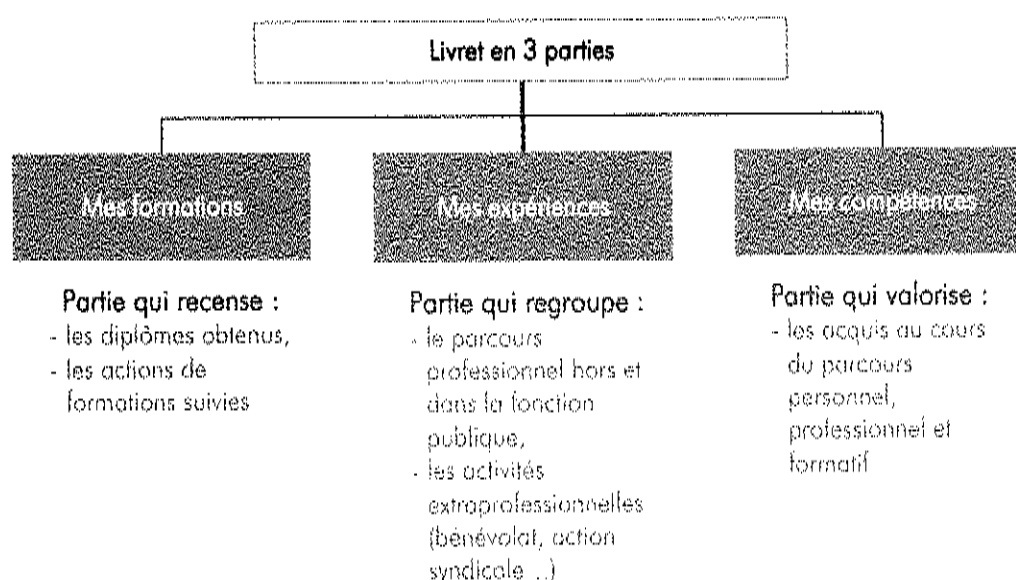 Livret en 3 parties
Mes formations
Partie qui recense :
- les diplômes obtenus,
- les actions de
formations suivies
Mes expériences
Partie qui regroupe :
- le parcours
professionnel hors et
dans la fonction
publique,
- les activités
extraprofessionnelles
(bénévolat, action
syndicale ...)
Mes compétences
Partie qui valorise :
- les acquis au cours
du parcours
personnel,
professionnel et
formatif